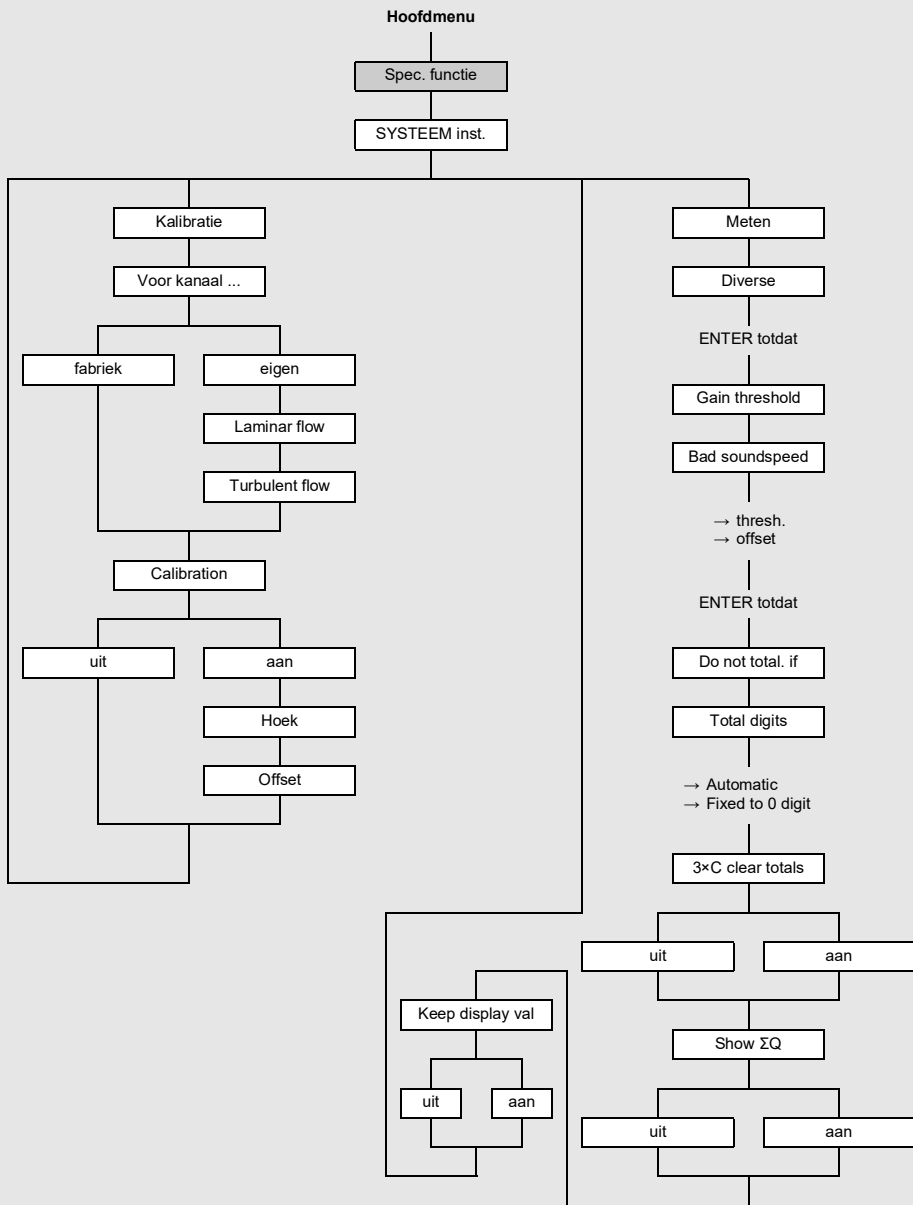 Hoofdmenu
Spec. functie
SYSTEEM inst.
Kalibratie
Voor kanaal ...
fabriek
eigen
Laminar flow
Turbulent flow
Calibration
uit
aan
Hoek
Offset
Meten
Diverse
ENTER totdat
Gain threshold
Bad soundspeed
→ thresh.
→ offset
ENTER totdat
Do not total. if
Total digits
→ Automatic
→ Fixed to 0 digit
3×C clear totals
uit
aan
Show ΣQ
uit
aan
Keep display val
uit
aan